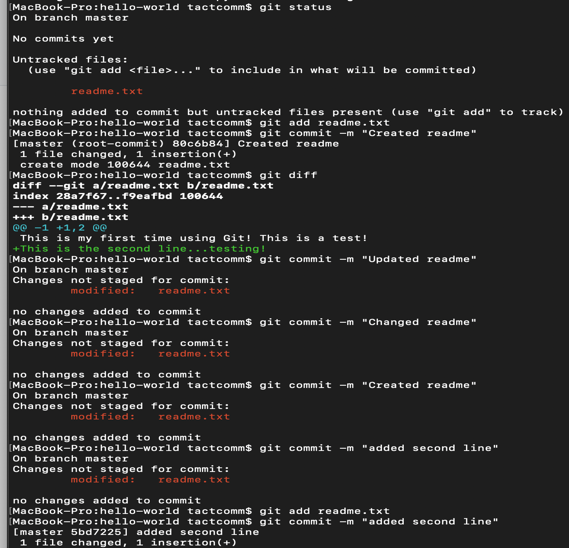 [MacBook-Pro:hello-world tactcomm$ git status
On branch master
No commits yet
Untracked files:
(use "git add <file>..." to include in what will be committed)
readme.txt
nothing added to commit but untracked files present (use "git add" to track)
[MacBook-Pro:hello-world tactcomm$ git add readme.txt
[MacBook-Pro:hello-world tactcomm$ git commit -m "Created readme"
[master (root-commit) 80c6b84] Created readme
1 file changed, 1 insertion(+)
create mode 100644 readme.txt
[MacBook-Pro:hello-world tactcomm$ git diff
diff --git a/readme.txt b/readme.txt
index 28a7f67..f9eafbd 100644
--- a/readme.txt
+++ b/readme.txt
@@ -1 +1,2 @@
This is my first time using Git! This is a test!
+This is the second line...testing!
[MacBook-Pro:hello-world tactcomm$ git commit -m "Updated readme"
On branch master
Changes not staged for commit:
modified: readme.txt
no changes added to commit
[MacBook-Pro:hello-world tactcomm$ git commit -m "Changed readme"
On branch master
Changes not staged for commit:
modified: readme.txt
no changes added to commit
[MacBook-Pro:hello-world tactcomm$ git commit -m "Created readme"
On branch master
Changes not staged for commit:
modified: readme.txt
no changes added to commit
[MacBook-Pro:hello-world tactcomm$ git commit -m "added second line"
On branch master
Changes not staged for commit:
modified: readme.txt
no changes added to commit
[MacBook-Pro:hello-world tactcomm$ git add readme.txt
[MacBook-Pro:hello-world tactcomm$ git commit -m "added second line"
[master 5bd7225] added second line
1 file changed, 1 insertion(+)